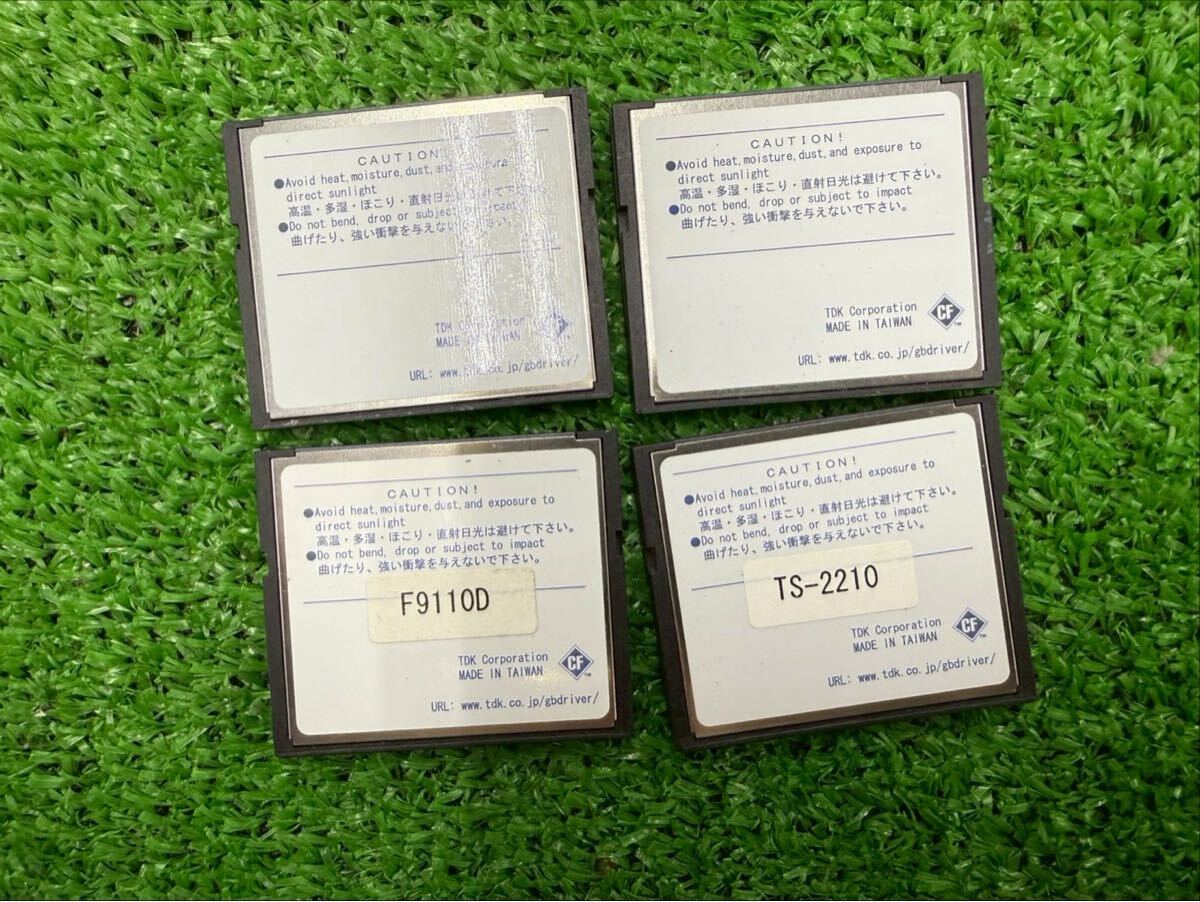 CAUTION!
●Avoid heat, moisture, dust, and exposure
direct sunlight
高温・多湿・ほこり・直射日光は避けて下さい。
●Do not bend, drop or subject to impact
曲げたり、強い衝撃を与えないで下さい。
TDK Corporation
MADE IN TAIWAN
URL: www.tdk.co.jp/gbdriver/
CAUTION!
●Avoid heat, moisture, dust, and exposure to
direct sunlight
高温・多湿・ほこり・直射日光は避けて下さい。
●Do not bend, drop or subject to impact
曲げたり、強い衝撃を与えないで下さい。
TDK Corporation
MADE IN TAIWAN
CF™
URL: www.tdk.co.jp/gbdriver/
CAUTION!
●Avoid heat, moisture, dust, and exposure to
direct sunlight
高温・多湿・ほこり・直射日光は避けて下さい。
●Do not bend, drop or subject to impact
曲げたり、強い衝撃を与えないで下さい。
F9110D
TDK Corporation
MADE IN TAIWAN
CF™
URL: www.tdk.co.jp/gbdriver/
CAUTION!
●Avoid heat, moisture, dust, and exposure to
direct sunlight
高温・多湿・ほこり・直射日光は避けて下さい。
●Do not bend, drop or subject to impact
曲げたり、強い衝撃を与えないで下さい。
TS-2210
TDK Corporation
MADE IN TAIWAN
CF™
URL: www.tdk.co.jp/gbdriver/